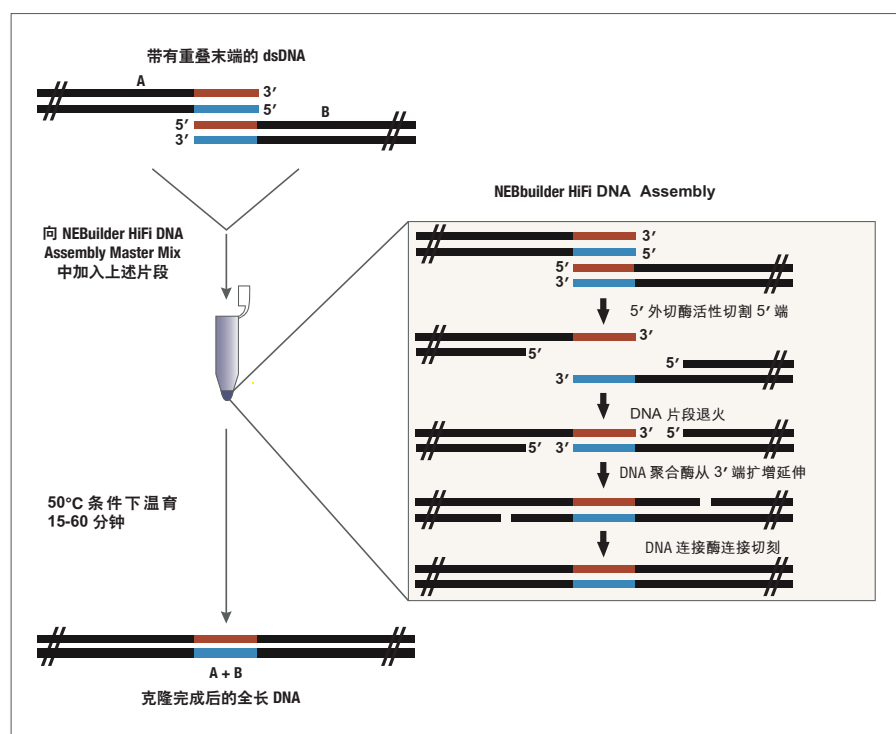 带有重叠末端的 dsDNA
A
3′
5′
5′
B
3′
向 NEBuilder HiFi DNA
Assembly Master Mix
中加入上述片段
50°C 条件下温育
15-60 分钟
A + B
克隆完成后的全长 DNA
NEBbuilder HiFi DNA Assembly
3′
5′
5′
3′
5′ 外切酶活性切割 5′ 端
3′
5′
5′
3′
DNA 片段退火
3′ 5′
5′ 3′
DNA 聚合酶从 3′ 端扩增延伸
DNA 连接酶连接切刻